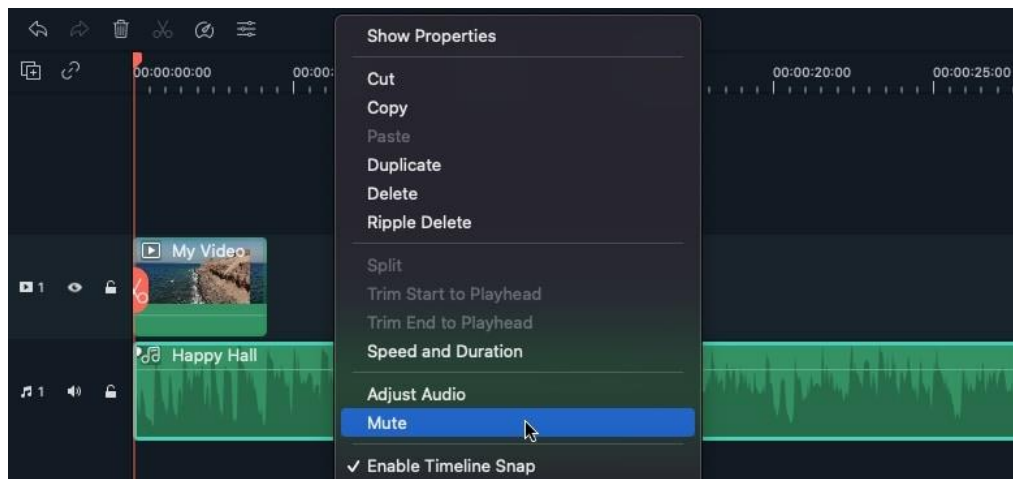 Show Properties
00:00:00:00
00:00:20:00
00:00:25:00
Cut
Copy
Paste
Duplicate
Delete
Ripple Delete
My Video
Split
Trim Start to Playhead
Trim End to Playhead
1
Speed and Duration
Happy Hall
Adjust Audio
1
Mute
✓ Enable Timeline Snap